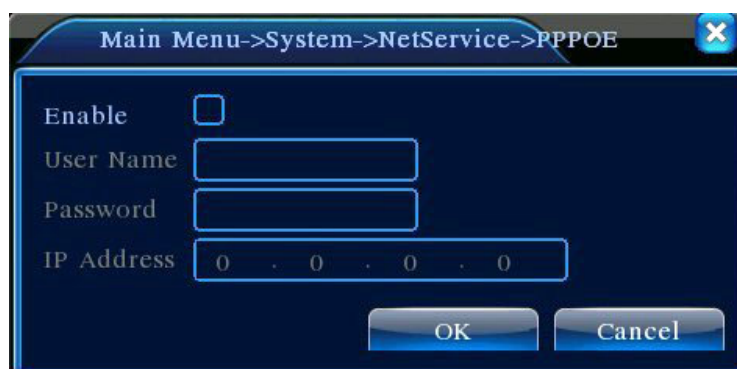 Main Menu->System->NetService->PPPOE
Enable
User Name
Password
IP Address 0 . 0 . 0 . 0
OK Cancel